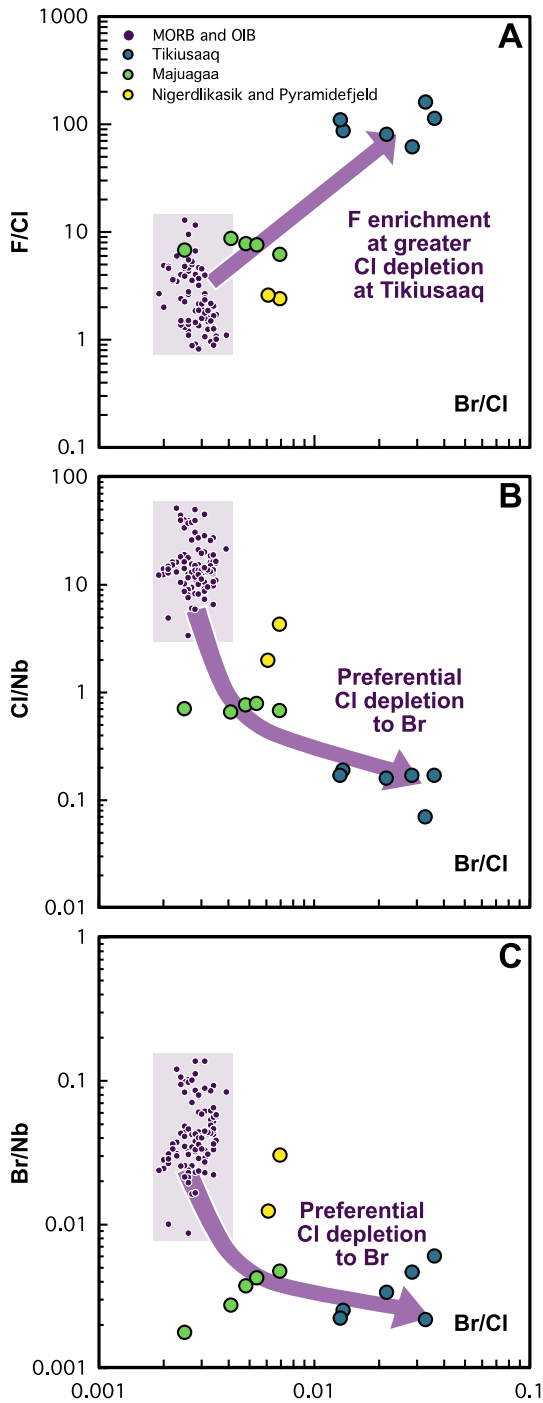 1000
100
10
1
0.1
F/Cl
MORB and OIB
Tikiusaaq
Majuagaa
Nigerdlikasik and Pyramidefjeld
A
F enrichment
at greater
Cl depletion
at Tikiusaaq
Br/Cl
100
10
1
0.1
0.01
Cl/Nb
B
Preferential
Cl depletion
to Br
Br/Cl
1
0.1
0.01
0.001
Br/Nb
C
Preferential
Cl depletion
to Br
Br/Cl
0.001
0.01
0.1